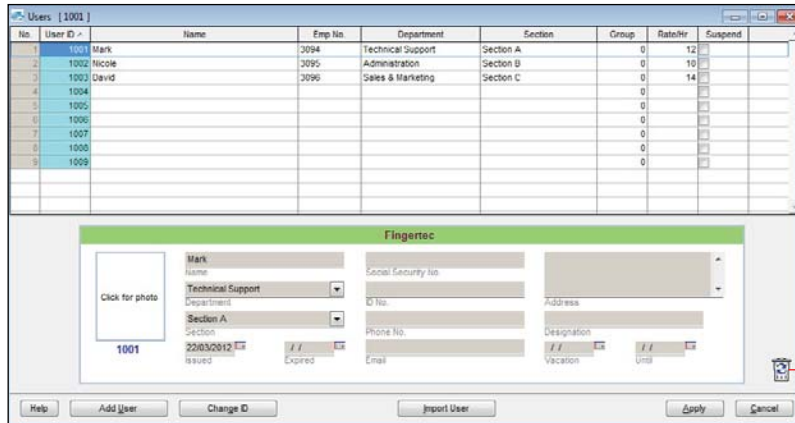 Users [ 1001 ]
No. User ID Name Emp No. Department Section Group Rate/Hr Suspend
1 1001 Mark 3094 Technical Support Section A 0 12
2 1002 Nicole 3095 Administration Section B 0 10
3 1003 David 3096 Sales & Marketing Section C 0 14
4 1004 0
5 1005 0
6 1006 0
7 1007 0
8 1008 0
9 1009 0
Fingertec
Click for photo
1001
Mark
Name
Social Security No.
Technical Support
Department
ID No.
Address
Section A
Section
Phone No.
Designation
22/03/2012
Issued
/ /
Expired
Email
/ /
Vacation
/ /
Until
Help Add User Change ID Import User Apply Cancel